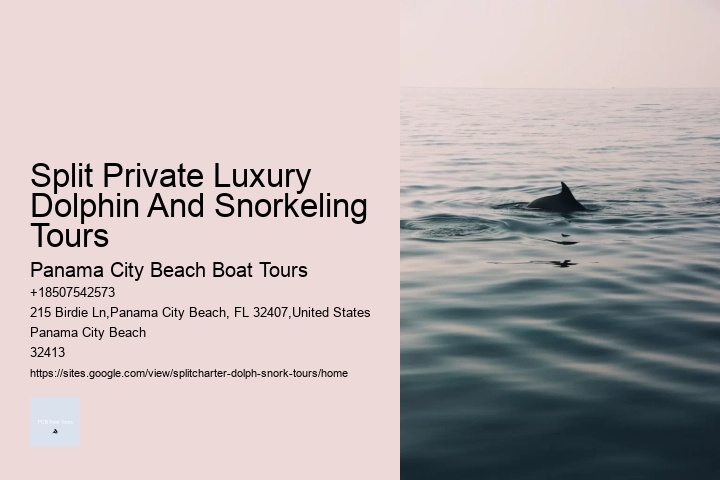 Split Private Luxury
Dolphin And Snorkeling
Tours
Panama City Beach Boat Tours
+18507542573
215 Birdie Ln,Panama City Beach, FL 32407,United States
Panama City Beach
32413
https://sites.google.com/view/splitcharter-dolph-snork-tours/home